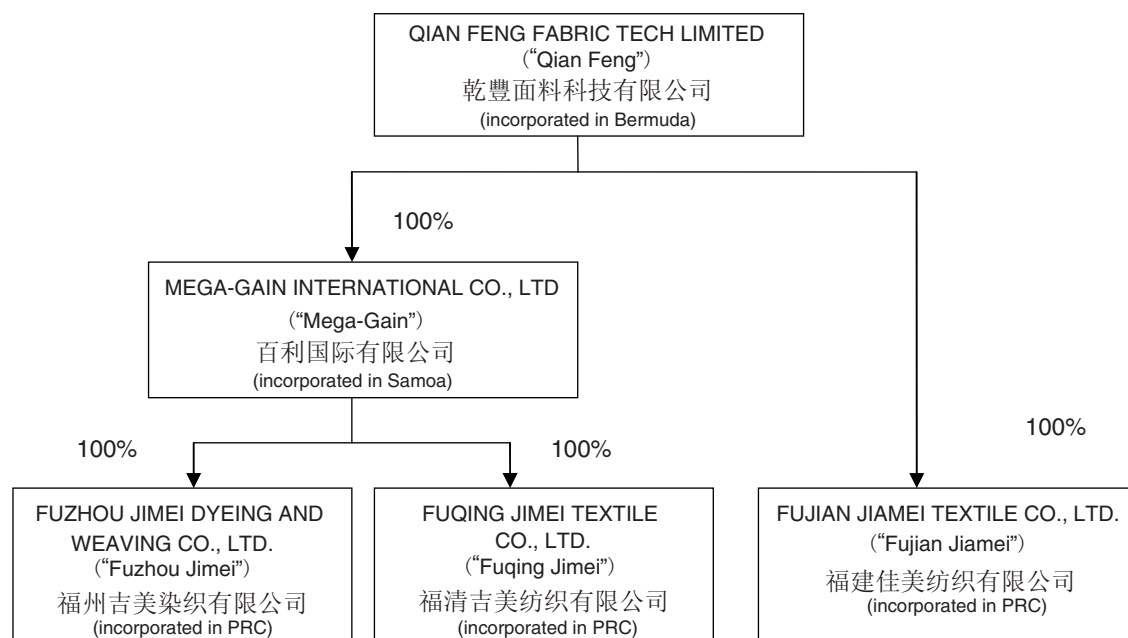 QIAN FENG FABRIC TECH LIMITED
(“Qian Feng”)
乾豐面料科技有限公司
(incorporated in Bermuda)
100%
MEGA-GAIN INTERNATIONAL CO., LTD
(“Mega-Gain”)
百利国际有限公司
(incorporated in Samoa)
100%
100%
100%
FUZHOU JIMEI DYEING AND
WEAVING CO., LTD.
(“Fuzhou Jimei”)
福州吉美染织有限公司
(incorporated in PRC)
FUQING JIMEI TEXTILE
CO., LTD.
(“Fuqing Jimei”)
福清吉美纺织有限公司
(incorporated in PRC)
FUJIAN JIAMEI TEXTILE CO., LTD.
(“Fujian Jiamei”)
福建佳美纺织有限公司
(incorporated in PRC)